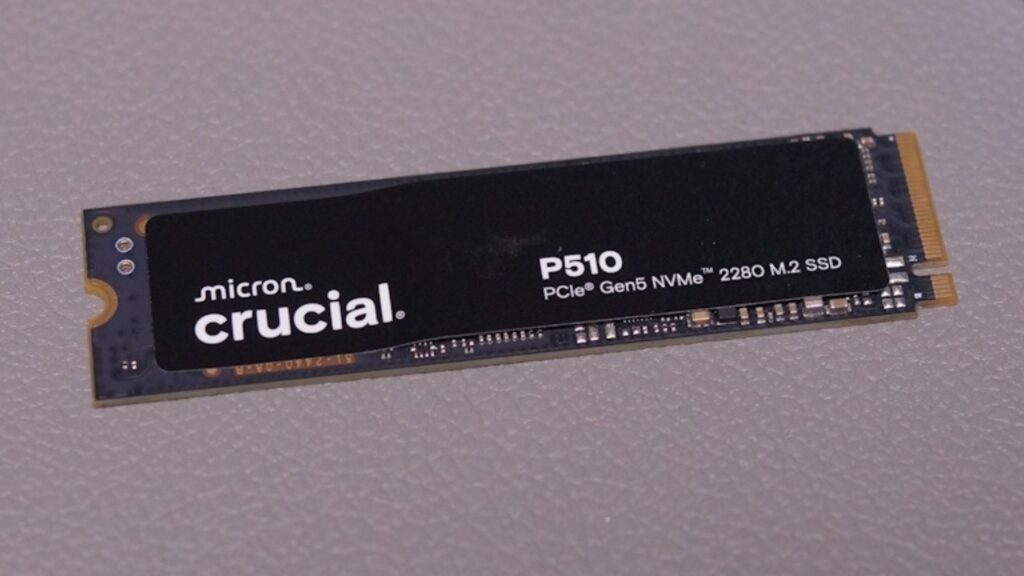 micron®
crucial®
P510
PCIe® Gen5 NVMe™ 2280 M.2 SSD